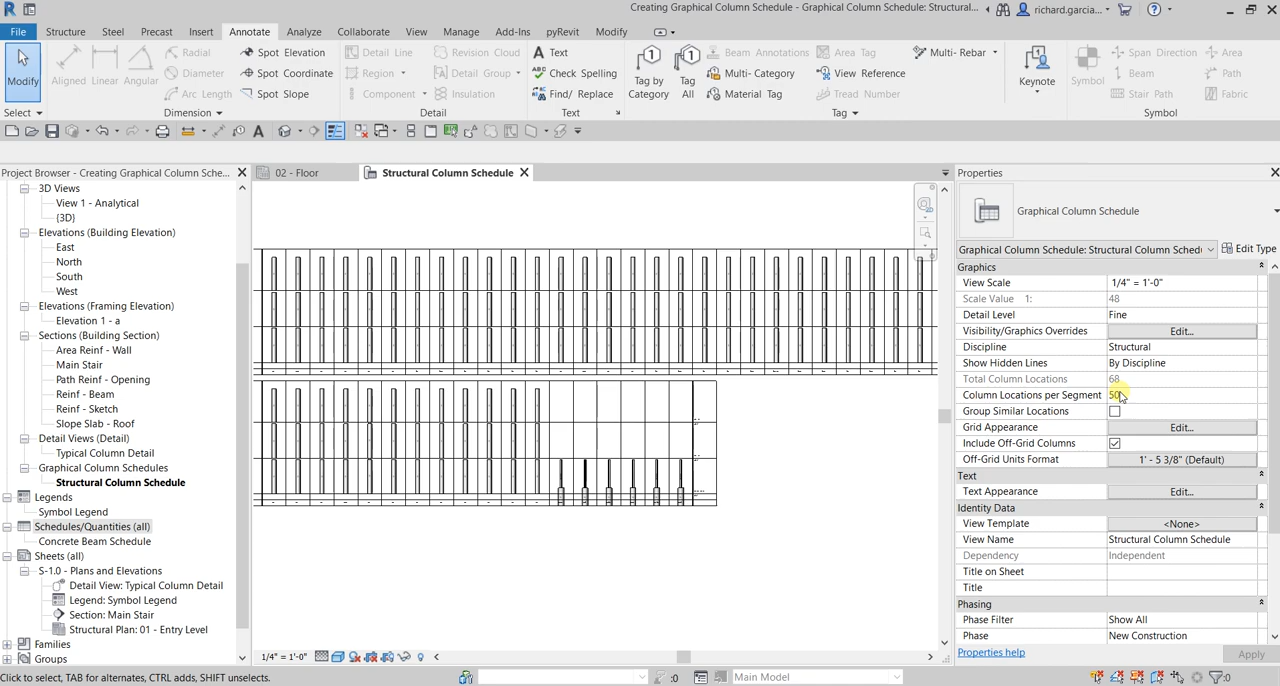 Creating Graphical Column Schedule - Graphical Column Schedule: Structural...
richard.garcia...
File Structure Steel Precast Insert Annotate Analyze Collaborate View Manage Add-Ins pyRevit Modify
Modify
Select
Aligned Linear Angular
Radial
Diameter
Arc Length
Spot Elevation
Spot Coordinate
Spot Slope
Dimension
Detail Line
Region
Component
Revision Cloud
Detail Group
Insulation
Detail
Text
Check Spelling
Find/ Replace
Text
Tag by Category
Tag All
Beam Annotations
Multi- Category
Material Tag
Area Tag
View Reference
Tread Number
Multi- Rebar
Tag
Keynote
Symbol
Span Direction
Beam
Stair Path
Area
Path
Fabric
Symbol
Project Browser - Creating Graphical Column Sche...
02 - Floor
Structural Column Schedule
Properties
3D Views
View 1 - Analytical
{3D}
Elevations (Building Elevation)
East
North
South
West
Elevations (Framing Elevation)
Elevation 1 - a
Sections (Building Section)
Area Reinf - Wall
Main Stair
Path Reinf - Opening
Reinf - Beam
Reinf - Sketch
Slope Slab - Roof
Detail Views (Detail)
Typical Column Detail
Graphical Column Schedules
Structural Column Schedule
Legends
Symbol Legend
Schedules/Quantities (all)
Concrete Beam Schedule
Sheets (all)
S-1.0 - Plans and Elevations
Detail View: Typical Column Detail
Legend: Symbol Legend
Section: Main Stair
Structural Plan: 01 - Entry Level
Families
Groups
Graphical Column Schedule
Graphical Column Schedule: Structural Column Schedu
Edit Type
Graphics
View Scale 1/4" = 1'-0"
Scale Value 1: 48
Detail Level Fine
Visibility/Graphics Overrides Edit...
Discipline Structural
Show Hidden Lines By Discipline
Total Column Locations 68
Column Locations per Segment 50
Group Similar Locations
Grid Appearance Edit...
Include Off-Grid Columns
Off-Grid Units Format 1' - 5 3/8" (Default)
Text
Text Appearance Edit...
Identity Data
View Template <None>
View Name Structural Column Schedule
Dependency Independent
Title on Sheet
Title
Phasing
Phase Filter Show All
Phase New Construction
Properties help
Apply
1/4" = 1'-0"
Click to select, TAB for alternates, CTRL adds, SHIFT unselects.
:0
Main Model
:0